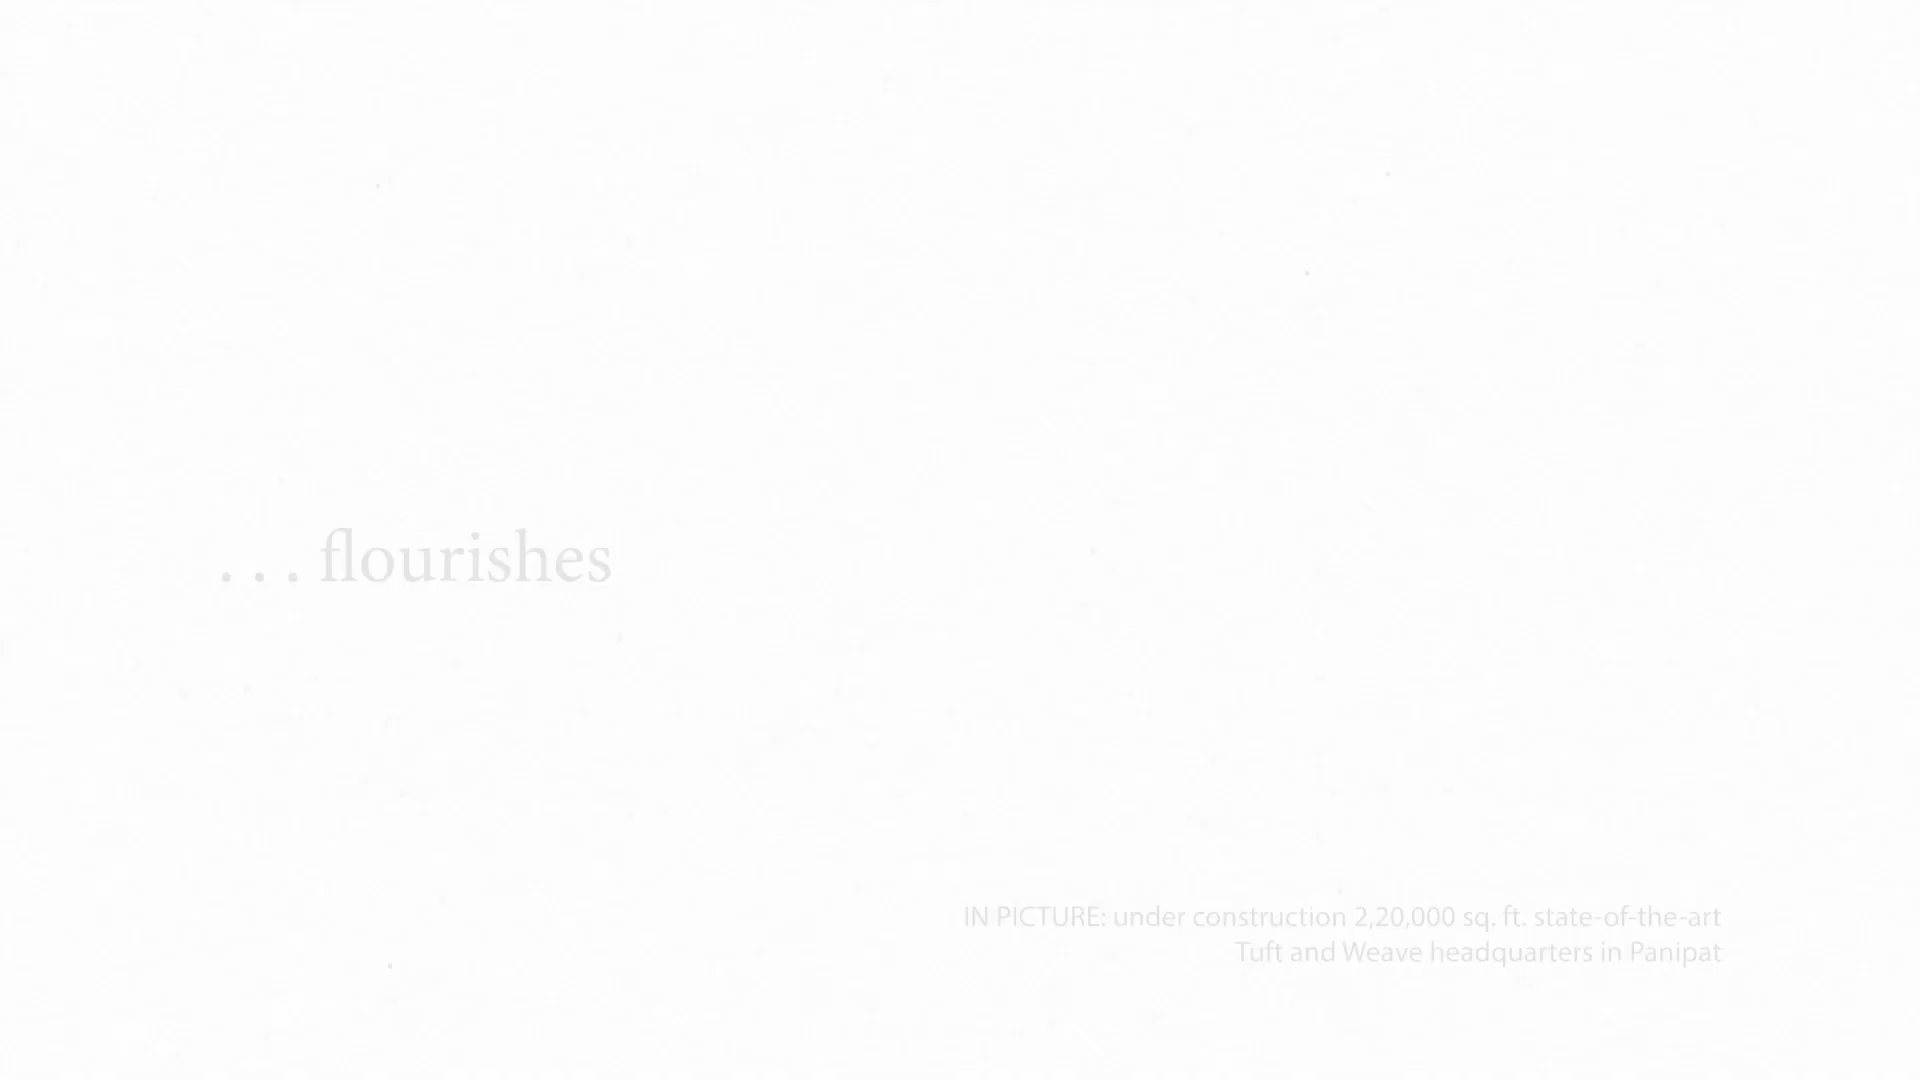 . . . flourishes
IN PICTURE: under construction 2,20,000 sq. ft. state-of-the-art
Tuft and Weave headquarters in Panipat